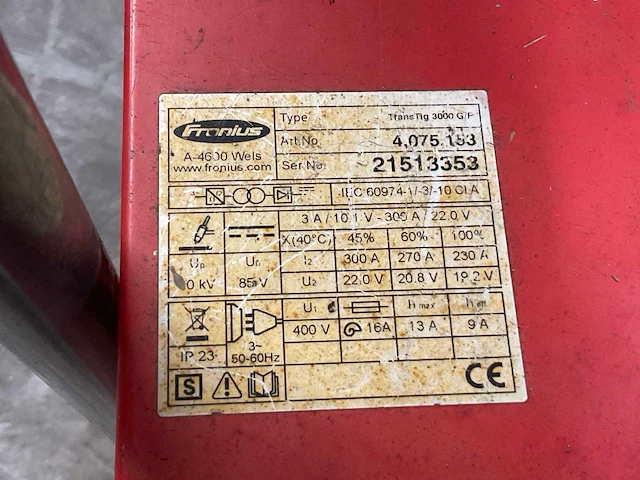 Fronius
A-4600 Wels
www.fronius.com
Type TransTig 3000 G/F
Art.No. 4,075,153
Ser.No. 21513353
IEC 60974-1/-3/-10 Cl.A
3 A / 10.1 V - 300 A / 22.0 V
X(40°C) 45% 60% 100%
I2 300 A 270 A 230 A
U2 22.0 V 20.8 V 19.2 V
Up U0
0 kV 85 V
U1 I1max I1eff
400 V 16A 13 A 9 A
IP 23
3~
50-60Hz
S
CE